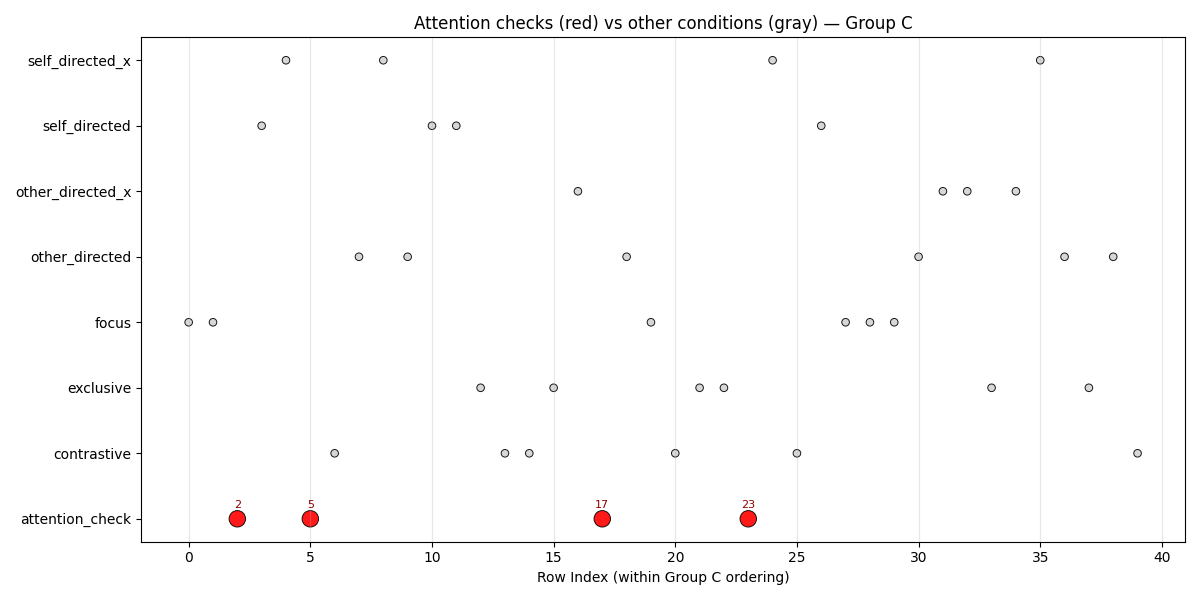 Attention checks (red) vs other conditions (gray) — Group C
self_directed_x
self_directed
other_directed_x
other_directed
focus
exclusive
contrastive
attention_check
2 5 17 23
0 5 10 15 20 25 30 35 40
Row Index (within Group C ordering)